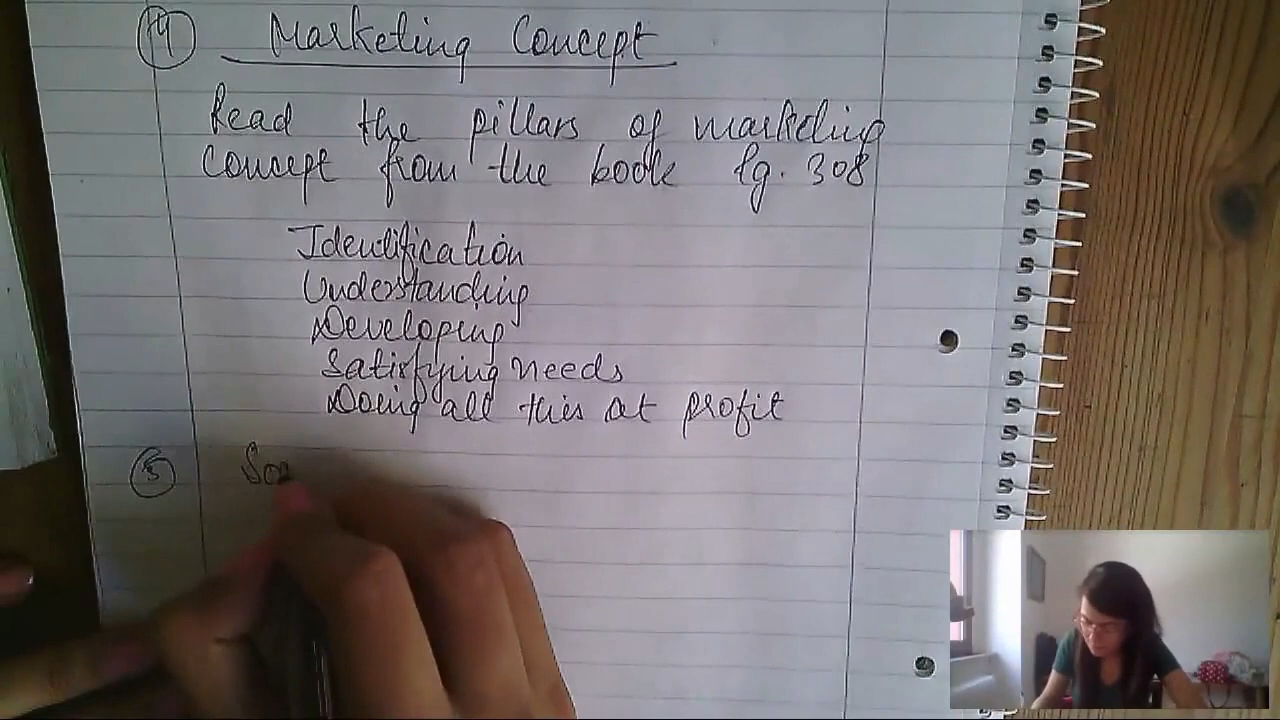 ④ Marketing Concept
Read the pillars of marketing
Concept from the book Pg. 308
Identification
Understanding
Developing
Satisfying needs
Doing all this at profit
⑤